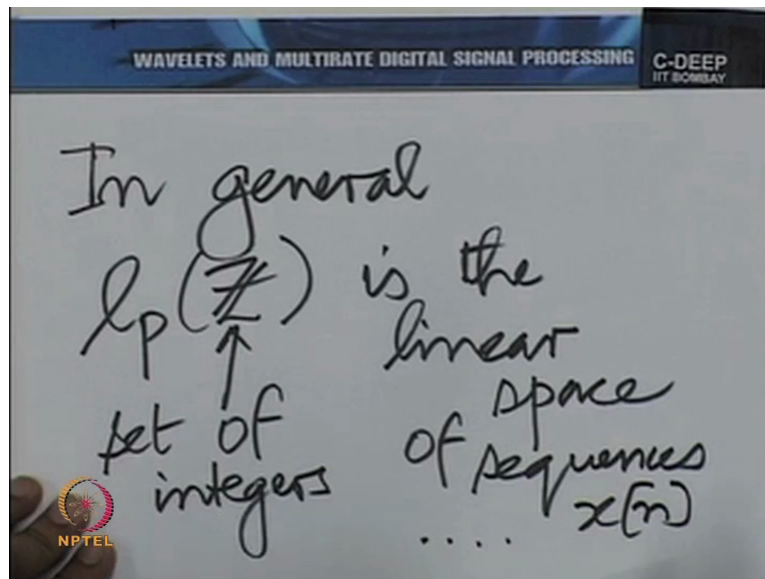 WAVELETS AND MULTIRATE DIGITAL SIGNAL PROCESSING
C-DEEP
IIT BOMBAY
In general
lp(ℤ) is the
linear
space
set of
integers
of sequences
.... x[n]
NPTEL